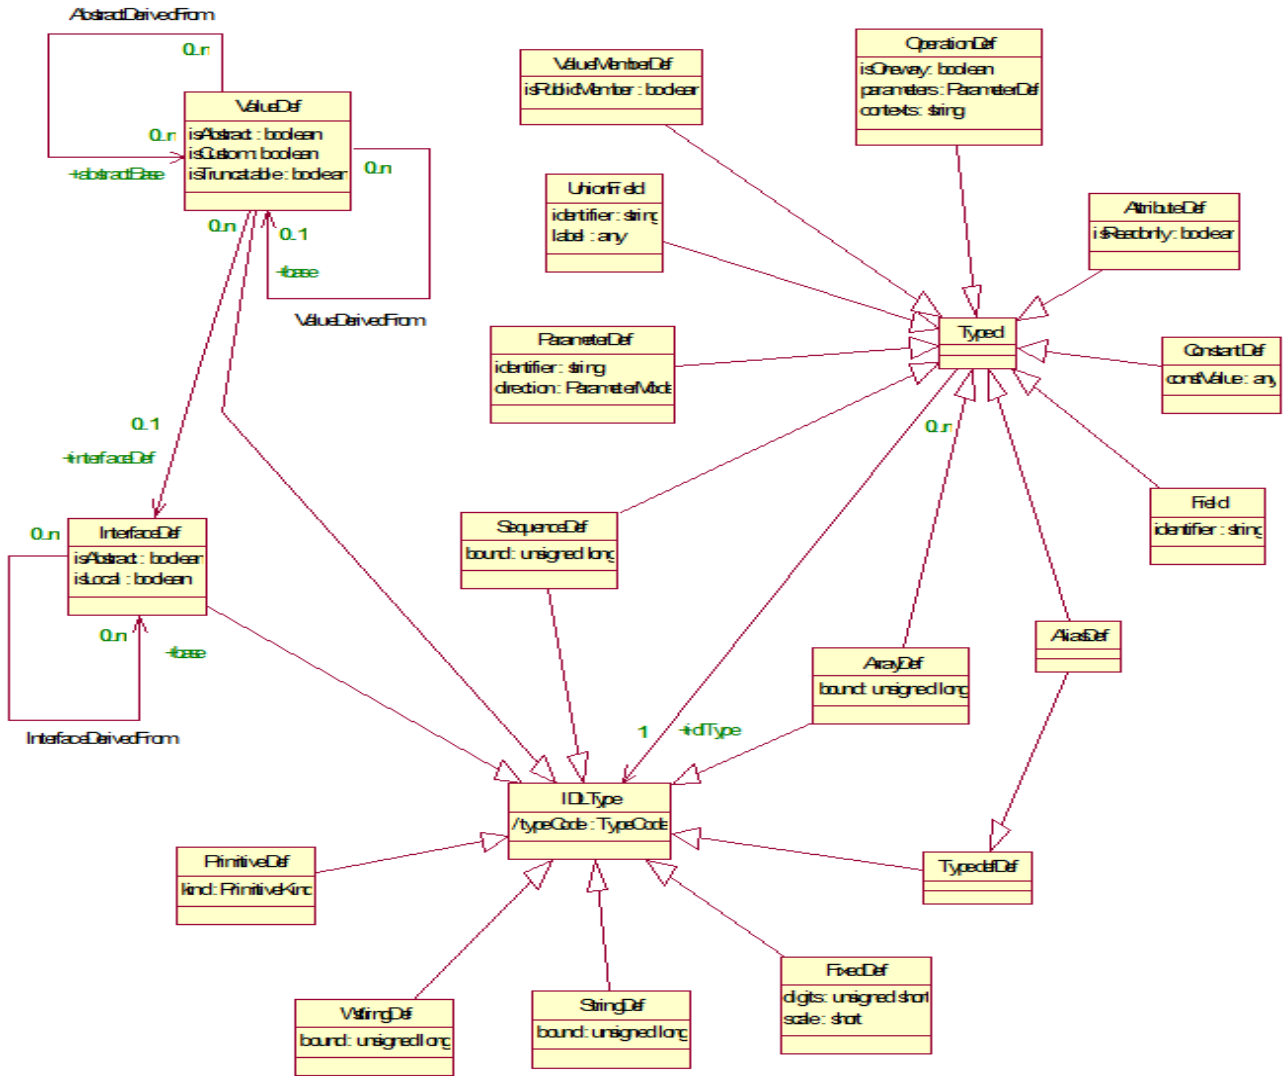 AbstractDerivedFrom
0..n
ValueDef
isAbstract : boolean
isCustom: boolean
isTruncatable : boolean
0..n
+abstractBase
0..n
0..n
0..1
+base
ValueDerivedFrom
0..1
+interfaceDef
InterfaceDef
isAbstract : boolean
isLocal : boolean
0..n
0..n
+base
InterfaceDerivedFrom
ValueMemberDef
isPublicMember : boolean
OperationDef
isOneway : boolean
parameters : ParameterDef
contexts : string
UnionField
identifier : string
label : any
AttributeDef
isReadonly : boolean
Typed
ParameterDef
identifier : string
direction : ParameterMode
ConstantDef
constValue : any
0..n
Field
identifier : string
SequenceDef
bound : unsigned long
AliasDef
ArrayDef
bound: unsigned long
1
+idlType
IDLType
/ typeCode : TypeCode
PrimitiveDef
kind : PrimitiveKind
TypedefDef
WstringDef
bound : unsigned long
StringDef
bound : unsigned long
FixedDef
digits : unsigned short
scale : short